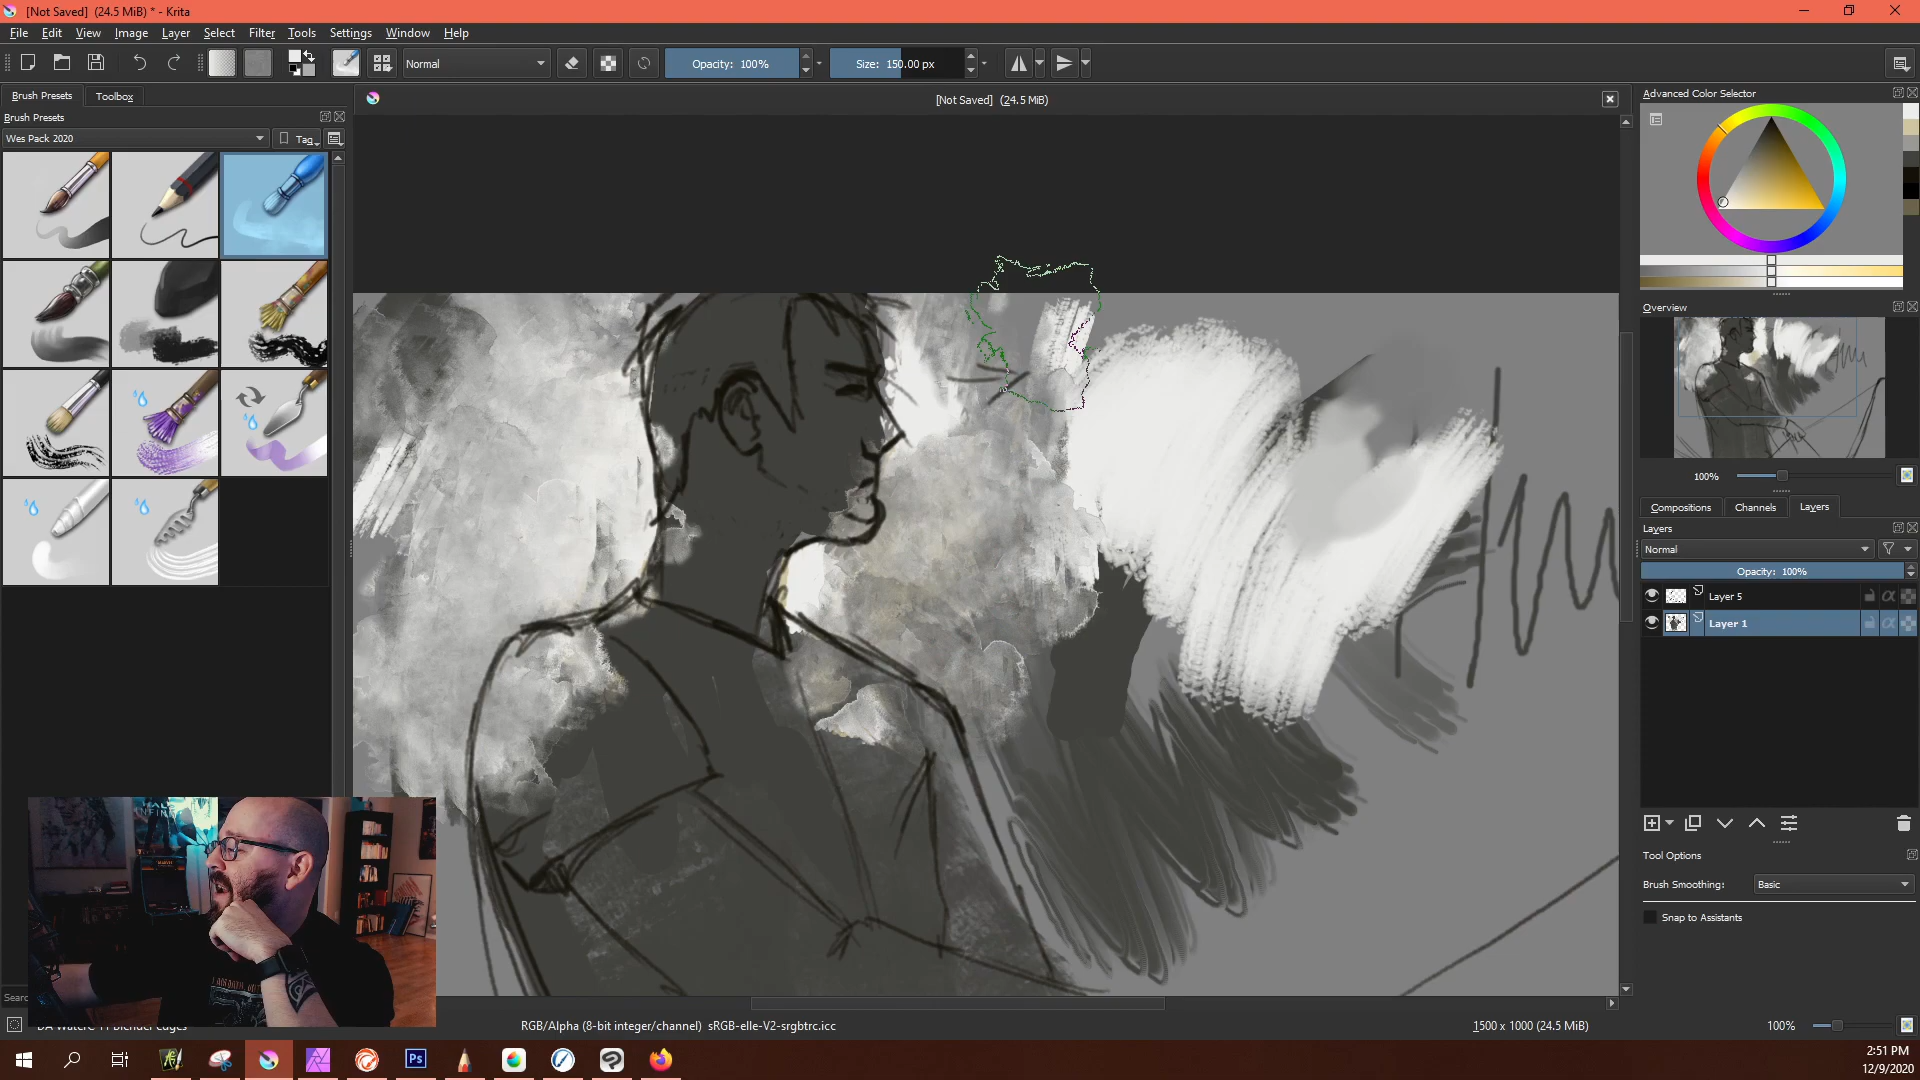 [Not Saved]  (24.5 MiB) * - Krita
File Edit View Image Layer Select Filter Tools Settings Window Help
Normal
Opacity: 100%
Size: 150.00 px
Brush Presets
Toolbox
[Not Saved]  (24.5 MiB)
Advanced Color Selector
Brush Presets
Wes Pack 2020
Tag
Overview
100%
Compositions
Channels
Layers
Layers
Normal
Opacity: 100%
Layer 5
Layer 1
Tool Options
Brush Smoothing:
Basic
Snap to Assistants
RGB/Alpha (8-bit integer/channel)  sRGB-elle-V2-srgbtrc.icc
1500 x 1000 (24.5 MiB)
100%
Ps
2:51 PM
12/9/2020